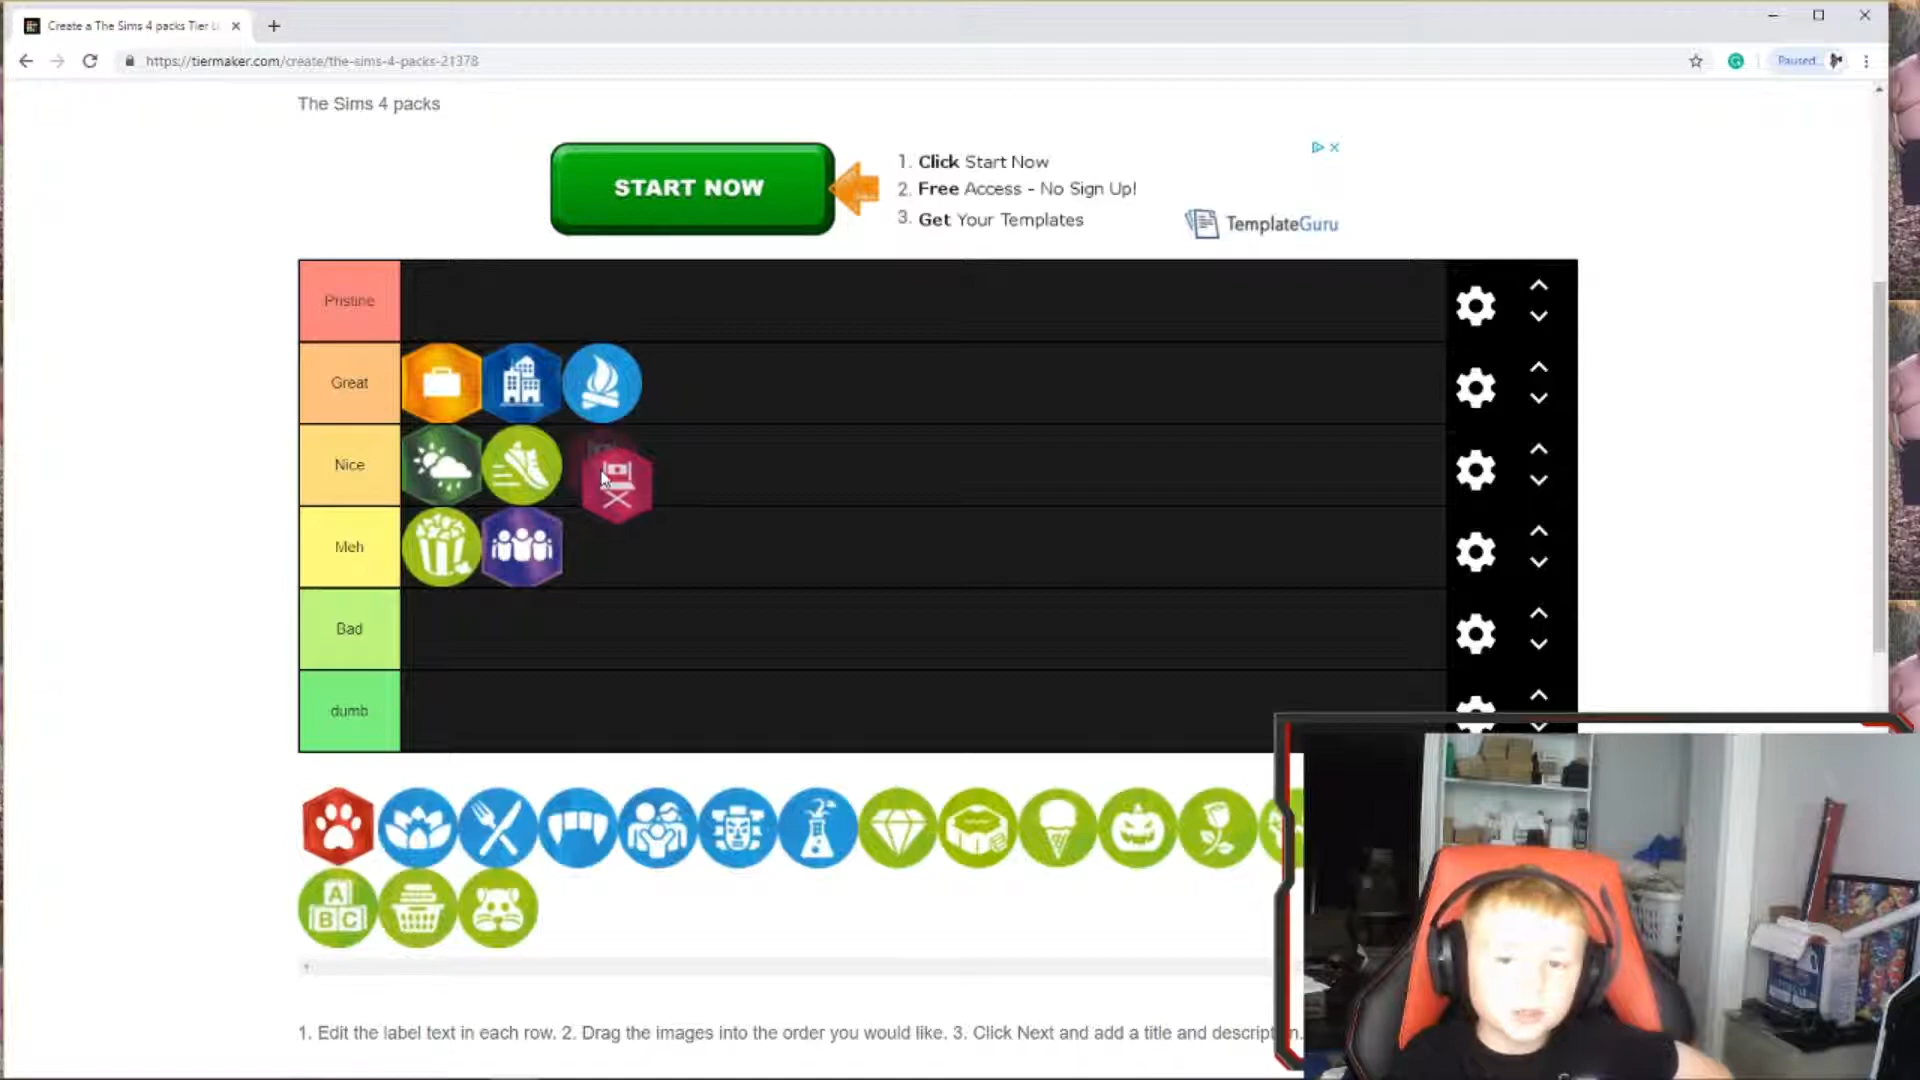 Create a The Sims 4 packs Tier Li
https://tiermaker.com/create/the-sims-4-packs-21378
Paused
The Sims 4 packs
START NOW
1. Click Start Now
2. Free Access - No Sign Up!
3. Get Your Templates
TemplateGuru
Pristine
Great
Nice
Meh
Bad
dumb
A
B C
1. Edit the label text in each row. 2. Drag the images into the order you would like. 3. Click Next and add a title and description.